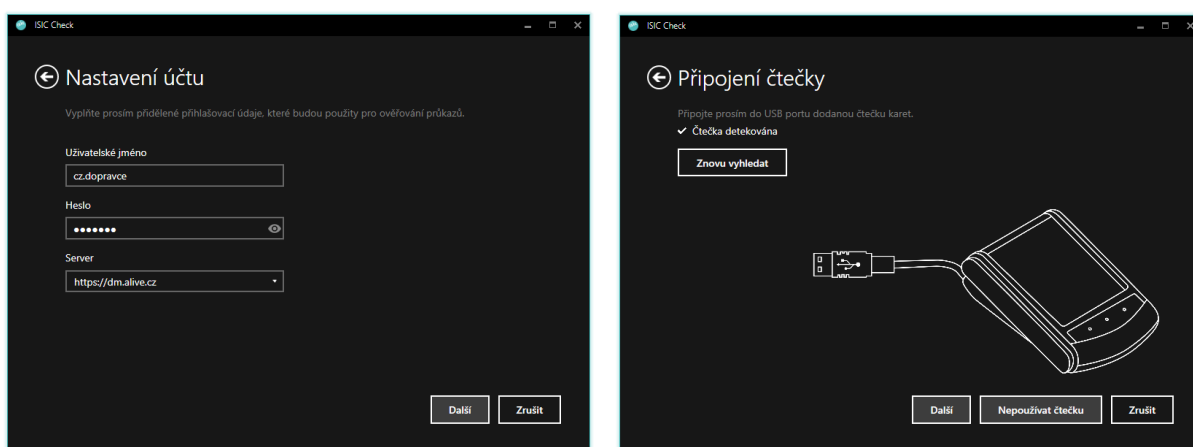 ISIC Check
Nastavení účtu
Vyplňte prosím přidělené přihlašovací údaje, které budou použity pro ověřování průkazů.
Uživatelské jméno
cz.dopravce
Heslo
●●●●●●●
Server
https://dm.alive.cz
Další
Zrušit
ISIC Check
Připojení čtečky
Připojte prosím do USB portu dodanou čtečku karet.
Čtečka detekována
Znovu vyhledat
Další
Nepoužívat čtečku
Zrušit